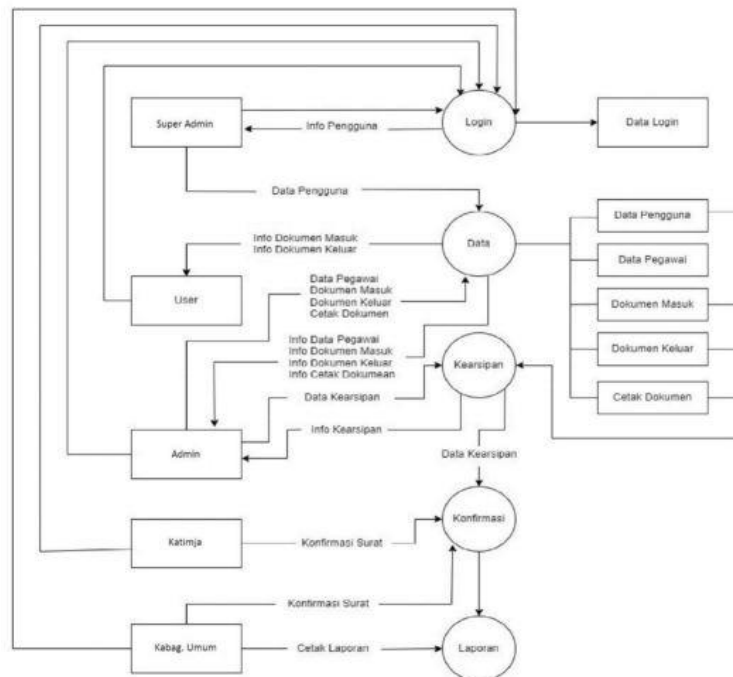 Super Admin
Info Pengguna
Login
Data Login
Data Pengguna
Info Dokumen Masuk
Info Dokumen Keluar
Data
Data Pengguna
Data Pegawai
Dokumen Masuk
Dokumen Keluar
Cetak Dokumen
User
Data Pegawai
Dokumen Masuk
Dokumen Keluar
Cetak Dokumen
Info Data Pegawai
Info Dokumen Masuk
Info Dokumen Keluar
Info Cetak Dokumean
Kearsipan
Data Kearsipan
Admin
Info Kearsipan
Data Kearsipan
Katimja
Konfirmasi Surat
Konfirmasi
Konfirmasi Surat
Kabag. Umum
Cetak Laporan
Laporan